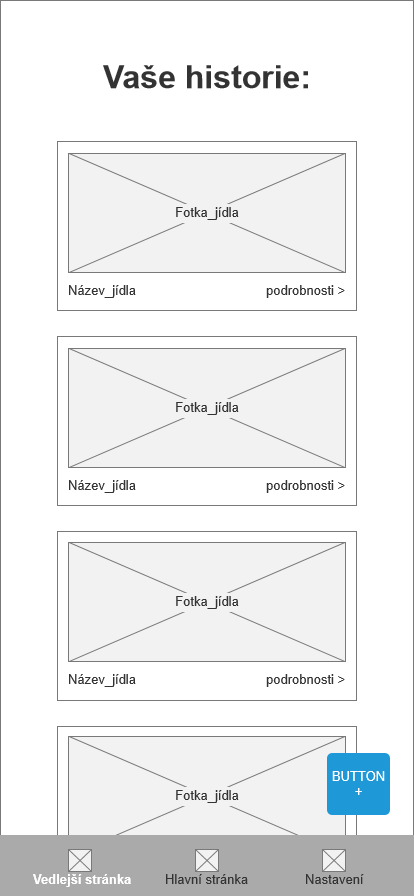 Vaše historie:
Fotka_jídla
Název_jídla podrobnosti >
Fotka_jídla
Název_jídla podrobnosti >
Fotka_jídla
Název_jídla podrobnosti >
Fotka_jídla
BUTTON
+
Vedlejší stránka Hlavní stránka Nastavení